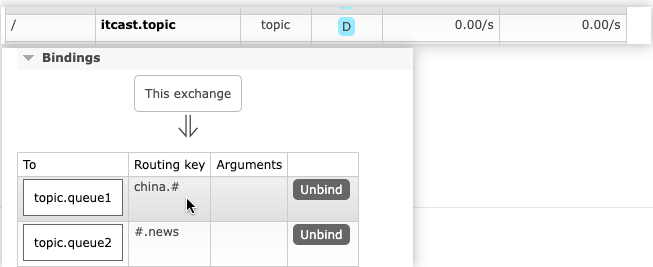 / itcast.topic topic D 0.00/s 0.00/s
Bindings
This exchange
To Routing key Arguments
topic.queue1 china.# Unbind
topic.queue2 #.news Unbind